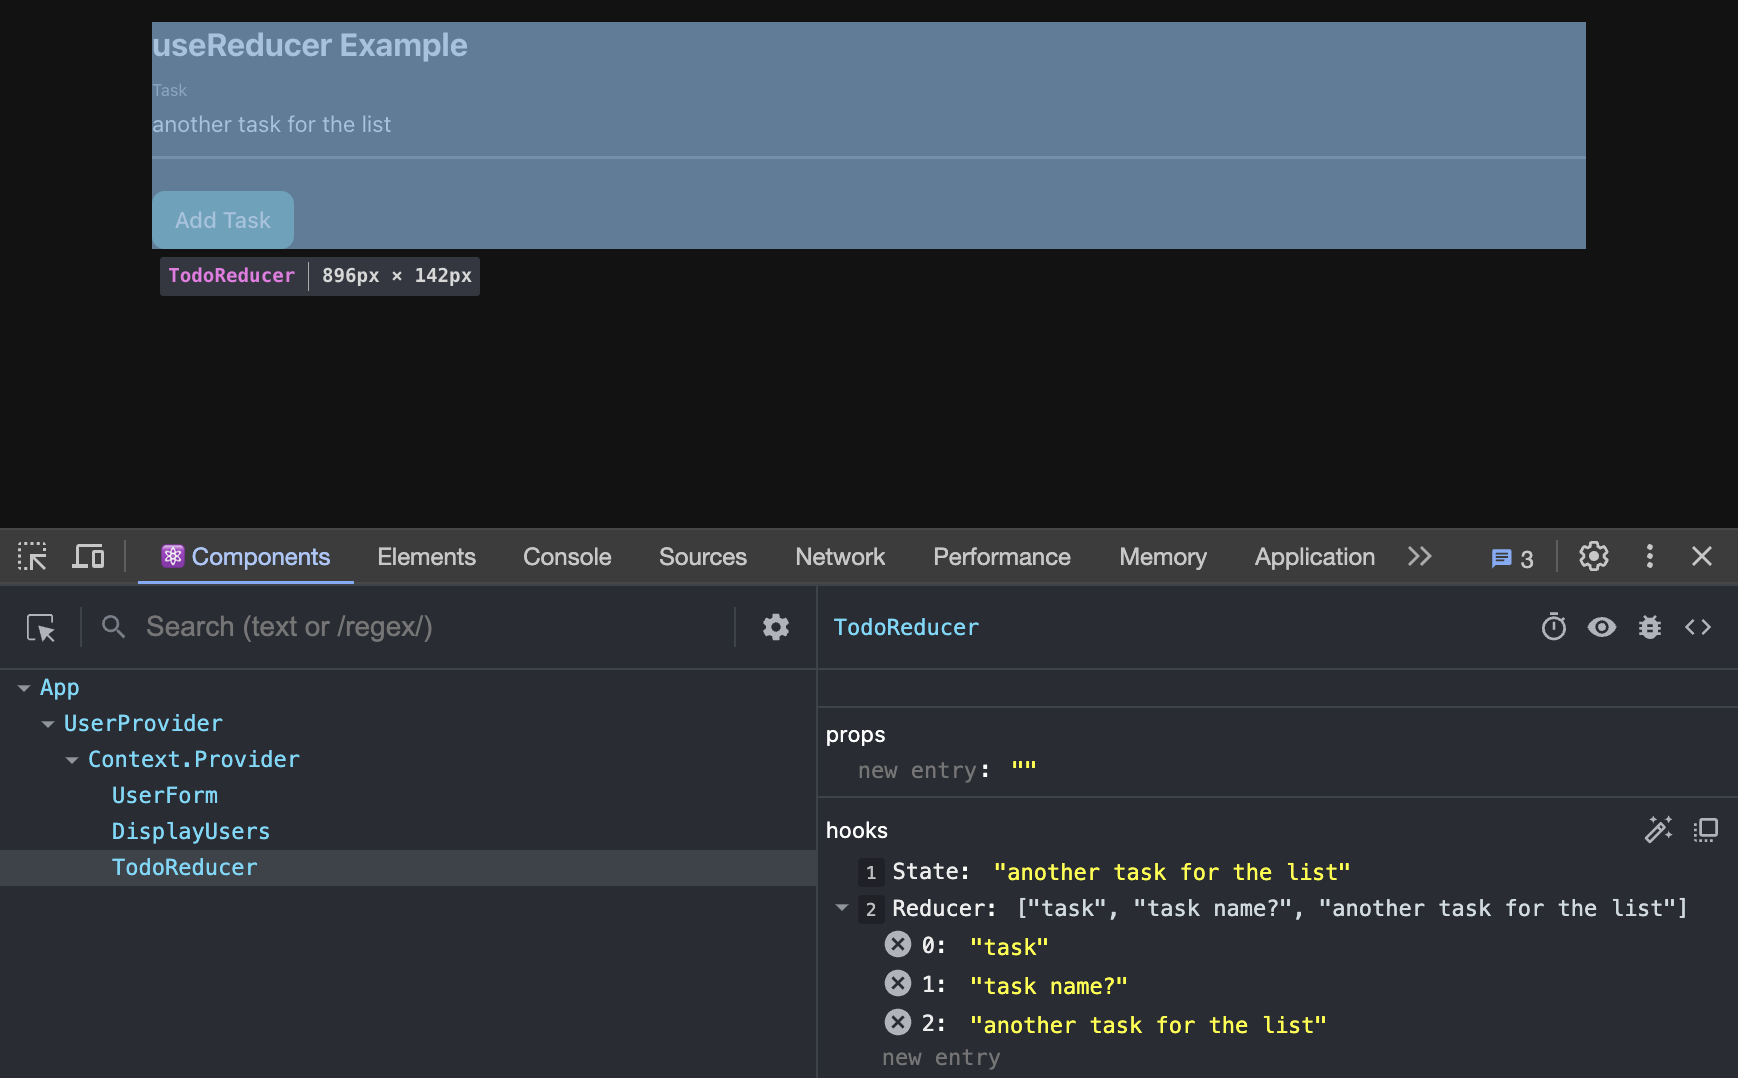 useReducer Example
Task
another task for the list
Add Task
TodoReducer 896px × 142px
Components Elements Console Sources Network Performance Memory Application 3
Search (text or /regex/)
TodoReducer
App
UserProvider
Context.Provider
UserForm
DisplayUsers
TodoReducer
props
new entry: ""
hooks
1 State: "another task for the list"
2 Reducer: ["task", "task name?", "another task for the list"]
0: "task"
1: "task name?"
2: "another task for the list"
new entry